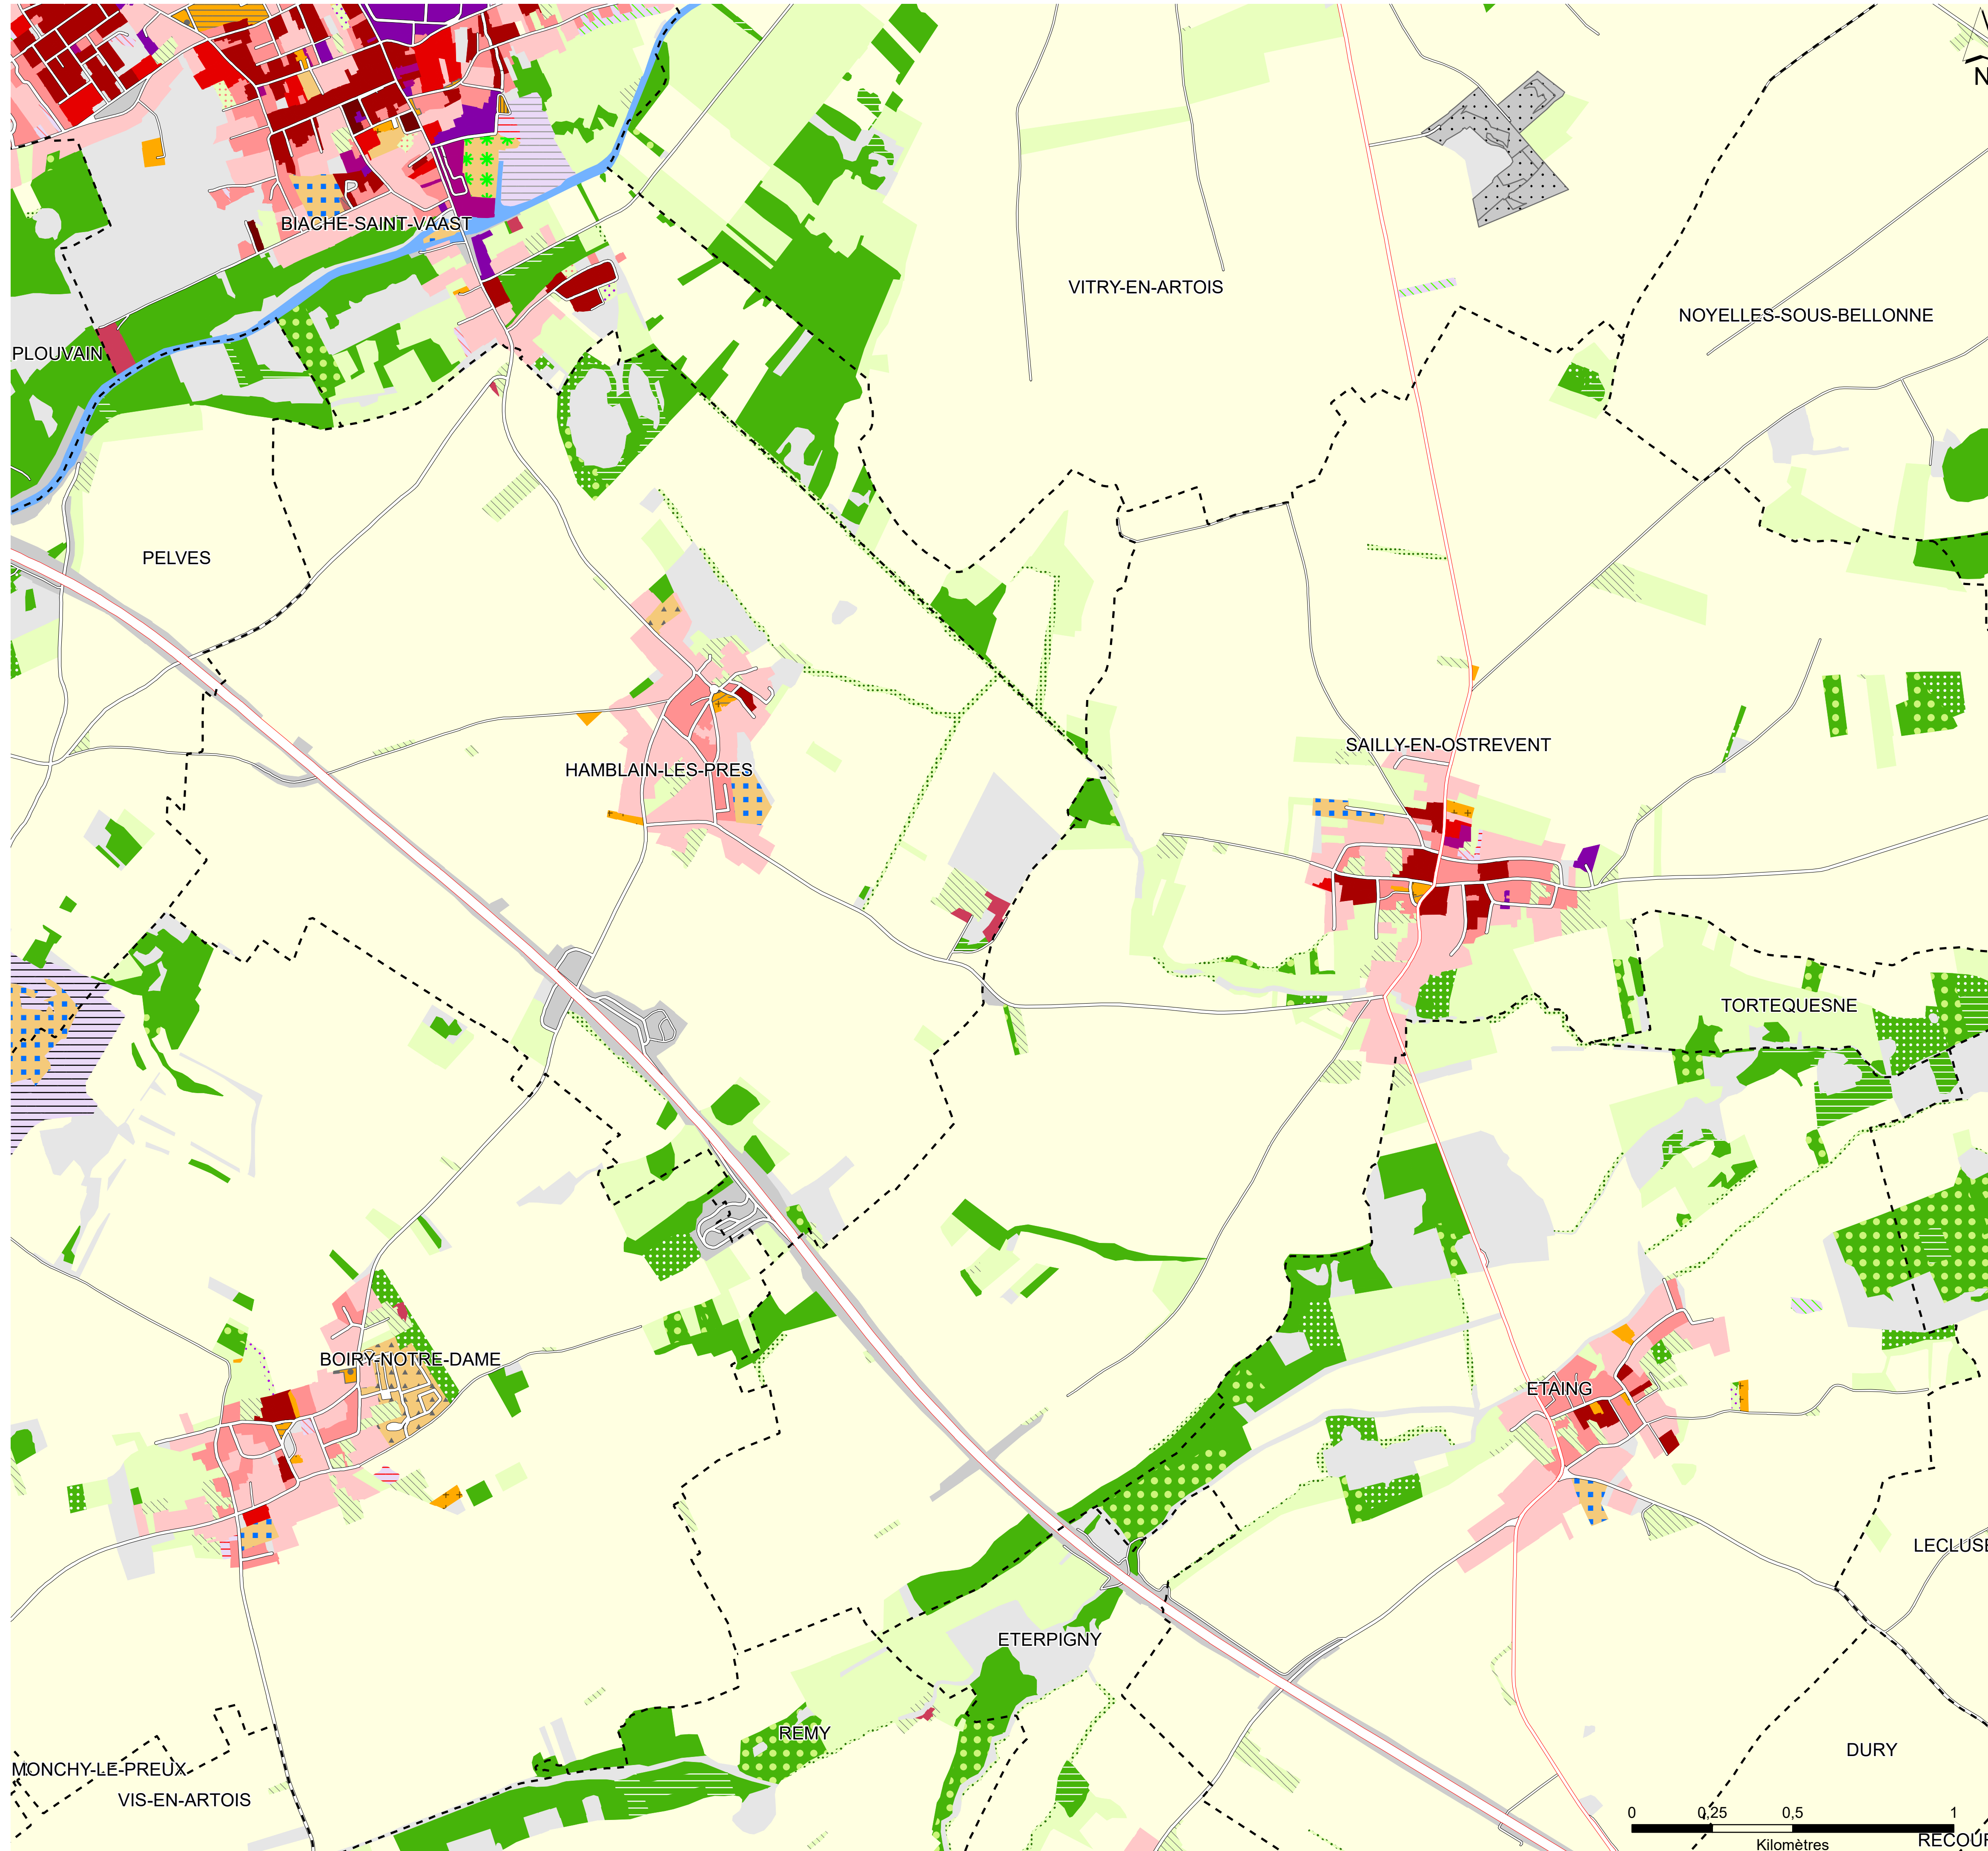 N
BIACHE-SAINT-VAAST
VITRY-EN-ARTOIS
NOYELLES-SOUS-BELLONNE
PLOUVAIN
PELVES
SAILLY-EN-OSTREVENT
HAMBLAIN-LES-PRES
TORTEQUESNE
BOIRY-NOTRE-DAME
ETAING
LECLUSE
ETERPIGNY
REMY
DURY
MONCHY-LE-PREUX
VIS-EN-ARTOIS
0 0,25 0,5 1
Kilomètres
RECOUR